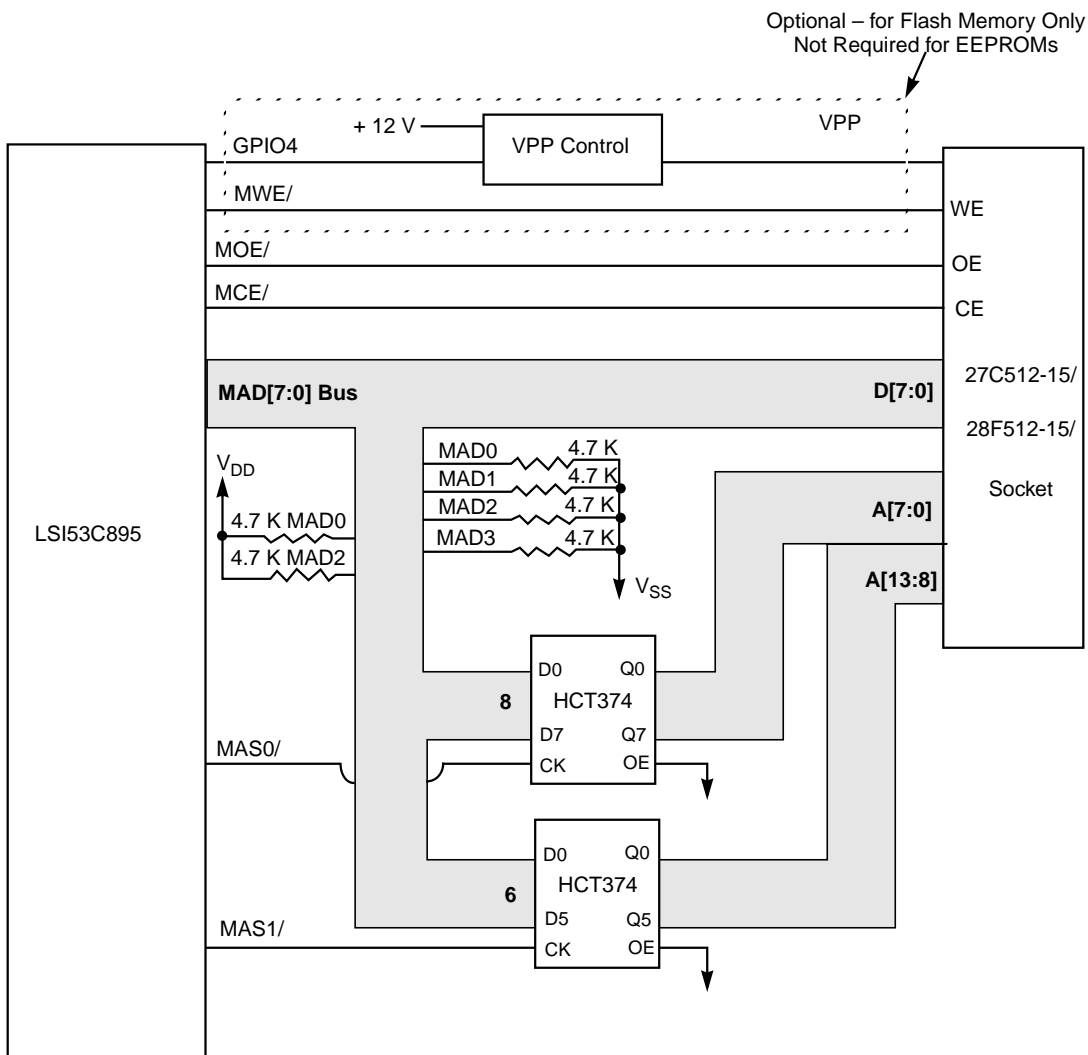 Optional – for Flash Memory Only
Not Required for EEPROMs
+ 12 V
VPP Control
VPP
GPIO4
MWE/
WE
MOE/
OE
MCE/
CE
MAD[7:0] Bus
D[7:0]
27C512-15/
28F512-15/
Socket
VDD
MAD0 4.7 K
MAD1 4.7 K
MAD2 4.7 K
MAD3 4.7 K
VSS
4.7 K MAD0
4.7 K MAD2
LSI53C895
A[7:0]
A[13:8]
D0 Q0
8
HCT374
D7 Q7
CK OE
MAS0/
D0 Q0
6
HCT374
D5 Q5
CK OE
MAS1/